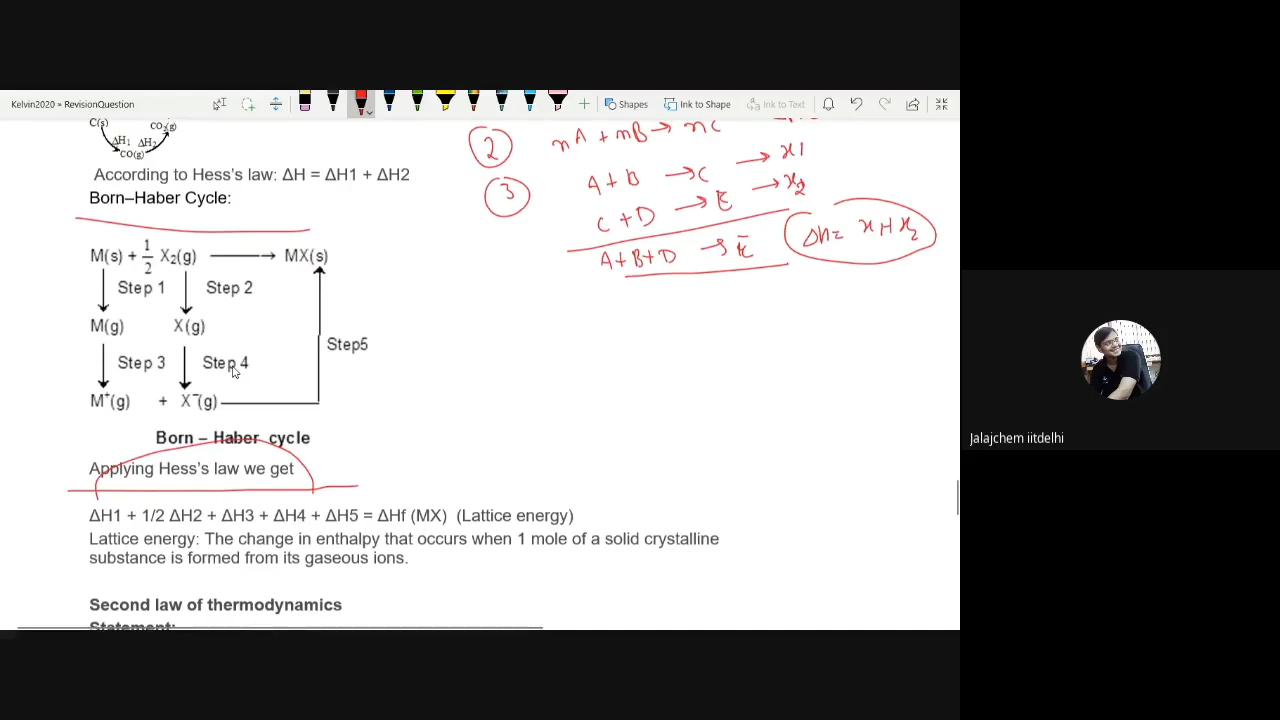 Kelvin2020 » RevisionQuestion
Shapes
Ink to Shape
Ink to Text
C(s)
CO2(g)
ΔH1 ΔH2
CO(g)
According to Hess's law: ΔH = ΔH1 + ΔH2
Born–Haber Cycle:
2 nA + nB → nC
3 A + B → C → x1
C + D → E → x2
A + B + D → E Δh = x1 + x2
M(s) + 1/2 X2(g) → MX(s)
Step 1 Step 2
M(g) X(g)
Step5
Step 3 Step 4
M+(g) + X-(g)
Born – Haber cycle
Applying Hess's law we get
ΔH1 + 1/2 ΔH2 + ΔH3 + ΔH4 + ΔH5 = ΔHf (MX) (Lattice energy)
Lattice energy: The change in enthalpy that occurs when 1 mole of a solid crystalline
substance is formed from its gaseous ions.
Second law of thermodynamics
Statement:
Jalajchem iitdelhi